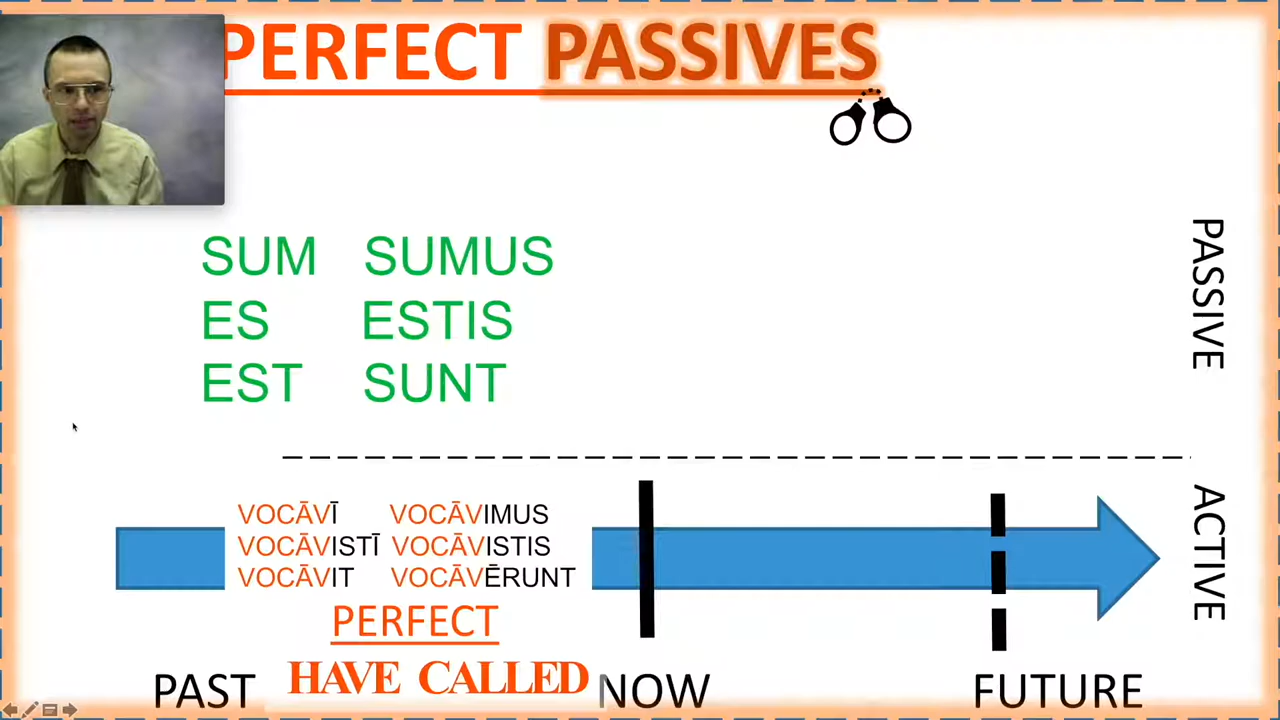 PERFECT PASSIVES
SUM SUMUS
ES ESTIS
EST SUNT
PASSIVE
VOCĀVĪ VOCĀVIMUS
VOCĀVISTĪ VOCĀVISTIS
VOCĀVIT VOCĀVĒRUNT
ACTIVE
PERFECT
PAST HAVE CALLED NOW FUTURE